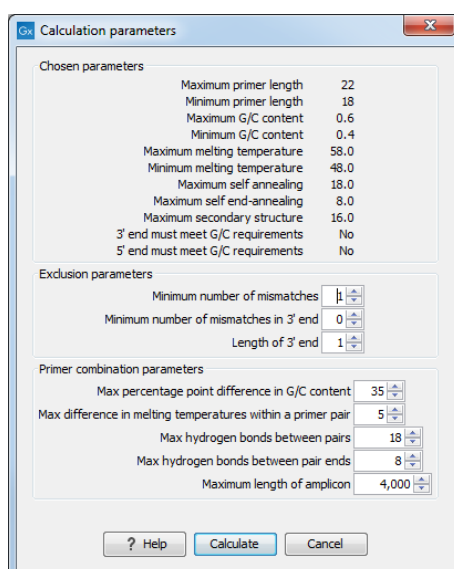 Gx Calculation parameters
Chosen parameters
Maximum primer length 22
Minimum primer length 18
Maximum G/C content 0.6
Minimum G/C content 0.4
Maximum melting temperature 58.0
Minimum melting temperature 48.0
Maximum self annealing 18.0
Maximum self end-annealing 8.0
Maximum secondary structure 16.0
3' end must meet G/C requirements No
5' end must meet G/C requirements No
Exclusion parameters
Minimum number of mismatches 1
Minimum number of mismatches in 3' end 0
Length of 3' end 1
Primer combination parameters
Max percentage point difference in G/C content 35
Max difference in melting temperatures within a primer pair 5
Max hydrogen bonds between pairs 18
Max hydrogen bonds between pair ends 8
Maximum length of amplicon 4,000
? Help Calculate Cancel